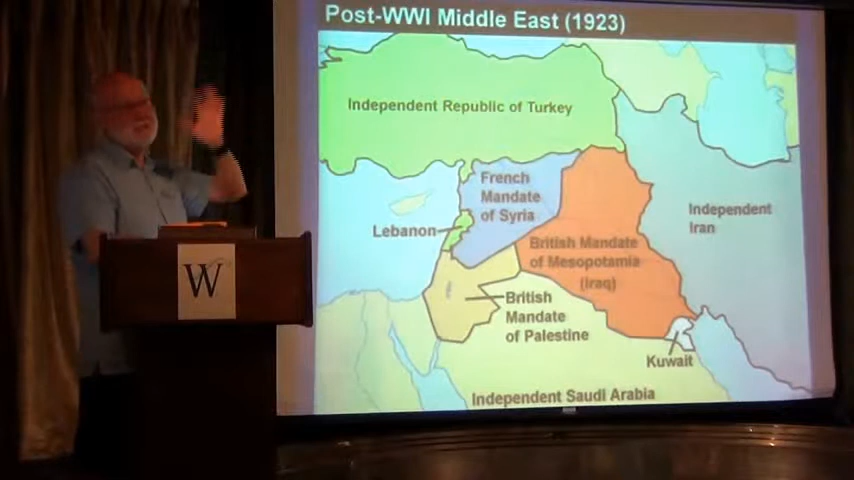 Post-WWI Middle East (1923)
Independent Republic of Turkey
French
Mandate
of Syria
Lebanon
Independent
Iran
British Mandate
of Mesopotamia
(Iraq)
British
Mandate
of Palestine
Kuwait
Independent Saudi Arabia
W